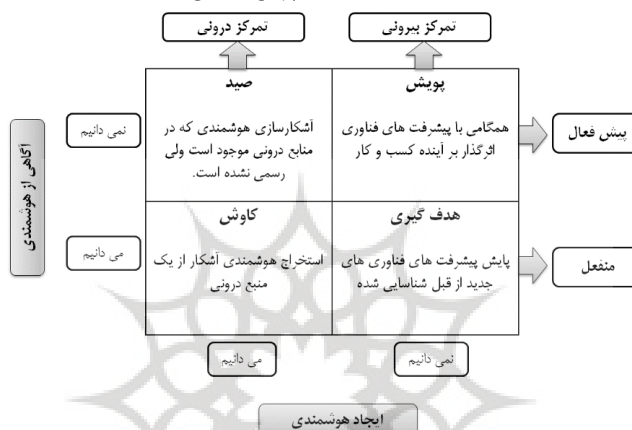 تمرکز بیرونی
تمرکز درونی
پویش
همگامی با پیشرفت های فناوری
اثرگذار بر آینده کسب و کار
صید
آشکارسازی هوشمندی که در
منابع درونی موجود است ولی
رسمی نشده است.
پیش فعال
نمی دانیم
آگاهی از هوشمندی
هدف گیری
پایش پیشرفت های فناوری های
جدید از قبل شناسایی شده
کاوش
استخراج هوشمندی آشکار از یک
منبع درونی
منفعل
می دانیم
نمی دانیم
می دانیم
ایجاد هوشمندی